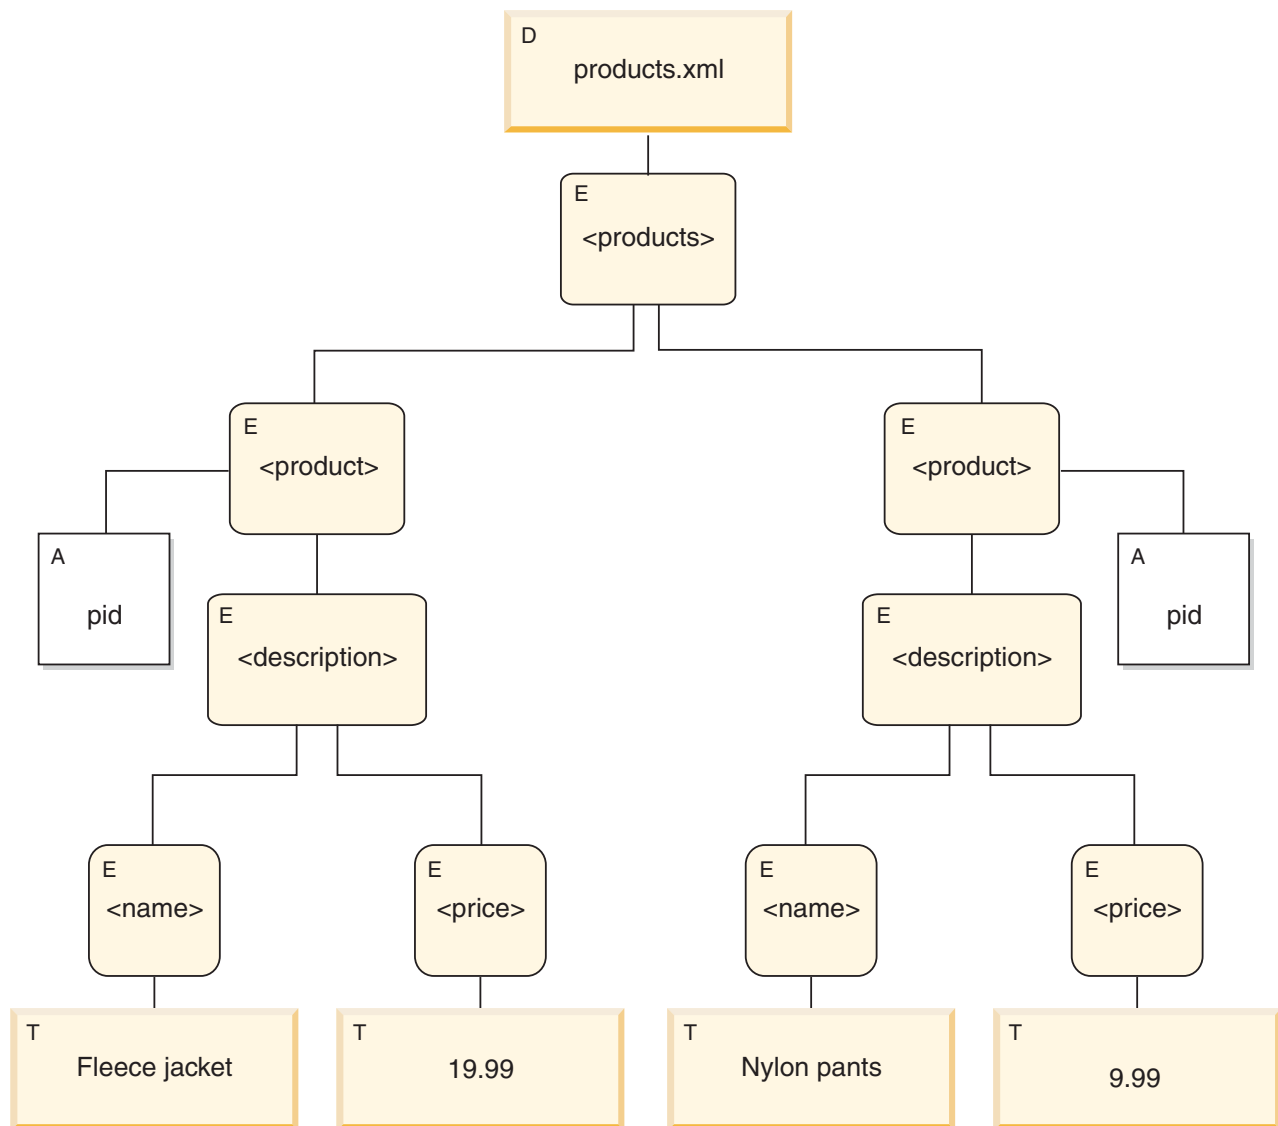 D
products.xml
E
<products>
E
<product>
E
<product>
A
pid
E
<description>
E
<description>
A
pid
E
<name>
E
<price>
E
<name>
E
<price>
T
Fleece jacket
T
19.99
T
Nylon pants
T
9.99